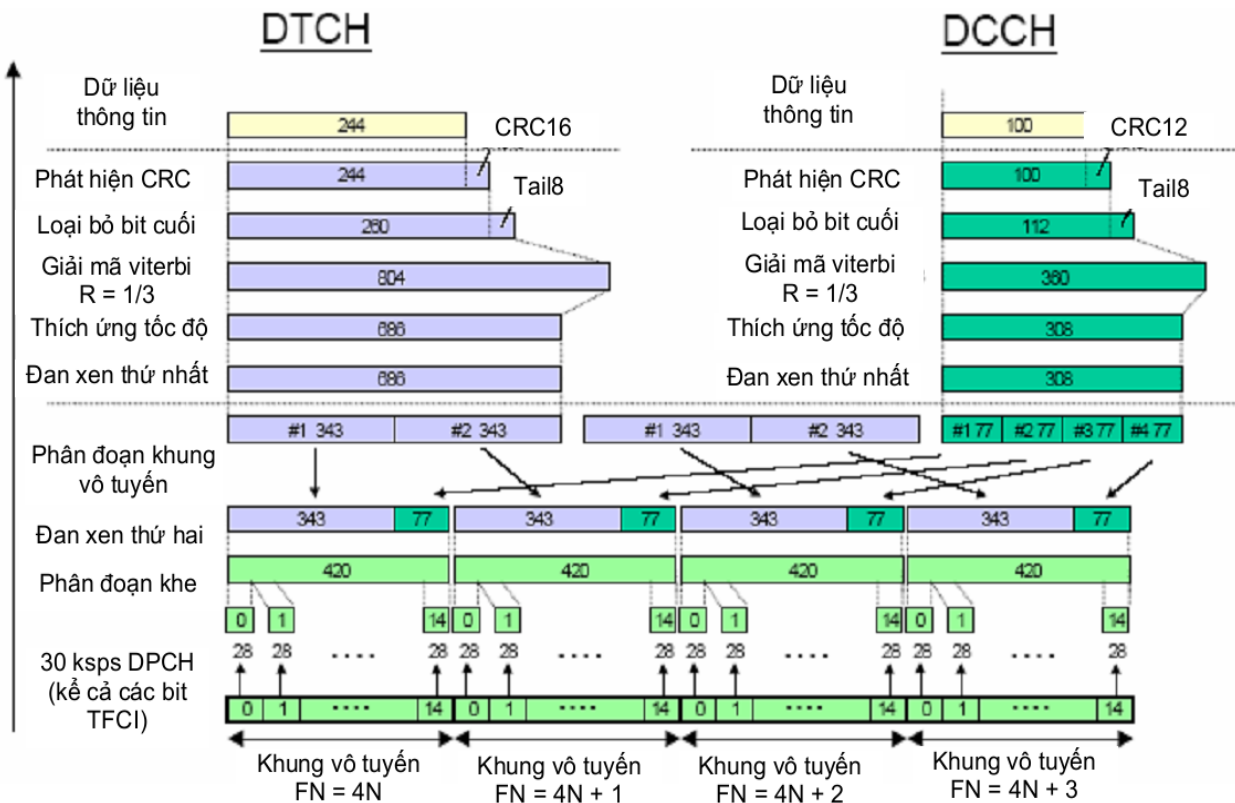 DTCH
DCCH
Dữ liệu
thông tin
244
CRC16
Dữ liệu
thông tin
100
CRC12
Phát hiện CRC
244
Tail8
Phát hiện CRC
100
Tail8
Loại bỏ bit cuối
260
Loại bỏ bit cuối
112
Giải mã viterbi
R = 1/3
804
Giải mã viterbi
R = 1/3
360
Thích ứng tốc độ
686
Thích ứng tốc độ
308
Đan xen thứ nhất
686
Đan xen thứ nhất
308
#1 343 #2 343 #1 343 #2 343 #1 77 #2 77 #3 77 #4 77
Phân đoạn khung
vô tuyến
Đan xen thứ hai
343 77 343 77 343 77 343 77
Phân đoạn khe
420 420 420 420
0 1 14 0 1 14 0 1 14 0 1 14
28 28 .... 28 28 28 .... 28 28 28 .... 28 28 28 .... 28
30 ksps DPCH
(kể cả các bit
TFCI)
0 1 .... 14 0 1 .... 14 0 1 .... 14 0 1 .... 14
Khung vô tuyến
FN = 4N
Khung vô tuyến
FN = 4N + 1
Khung vô tuyến
FN = 4N + 2
Khung vô tuyến
FN = 4N + 3